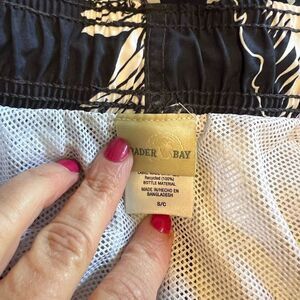 ADER BAY
Recycled (100%)
BOTTLE MATERIAL
MADE IN/HECHO EN
BANGLADESH
S/C